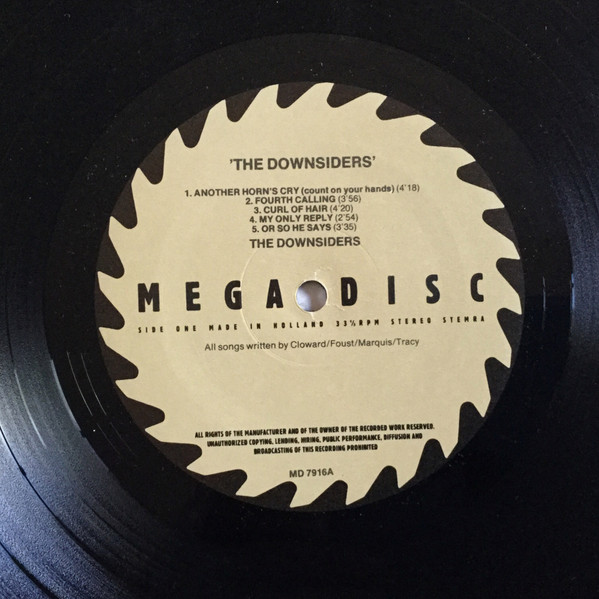 'THE DOWNSIDERS'
1. ANOTHER HORN'S CRY (count on your hands) (4'18)
2. FOURTH CALLING (3'56)
3. CURL OF HAIR (4'20)
4. MY ONLY REPLY (2'54)
5. OR SO HE SAYS (3'35)
THE DOWNSIDERS
MEGADISC
SIDE ONE MADE IN HOLLAND 33⅓RPM STEREO STEMRA
All songs written by Cloward/Foust/Marquis/Tracy
ALL RIGHTS OF THE MANUFACTURER AND OF THE OWNER OF THE RECORDED WORK RESERVED.
UNAUTHORIZED COPYING, LENDING, HIRING, PUBLIC PERFORMANCE, DIFFUSION AND
BROADCASTING OF THIS RECORDING PROHIBITED
MD 7916A